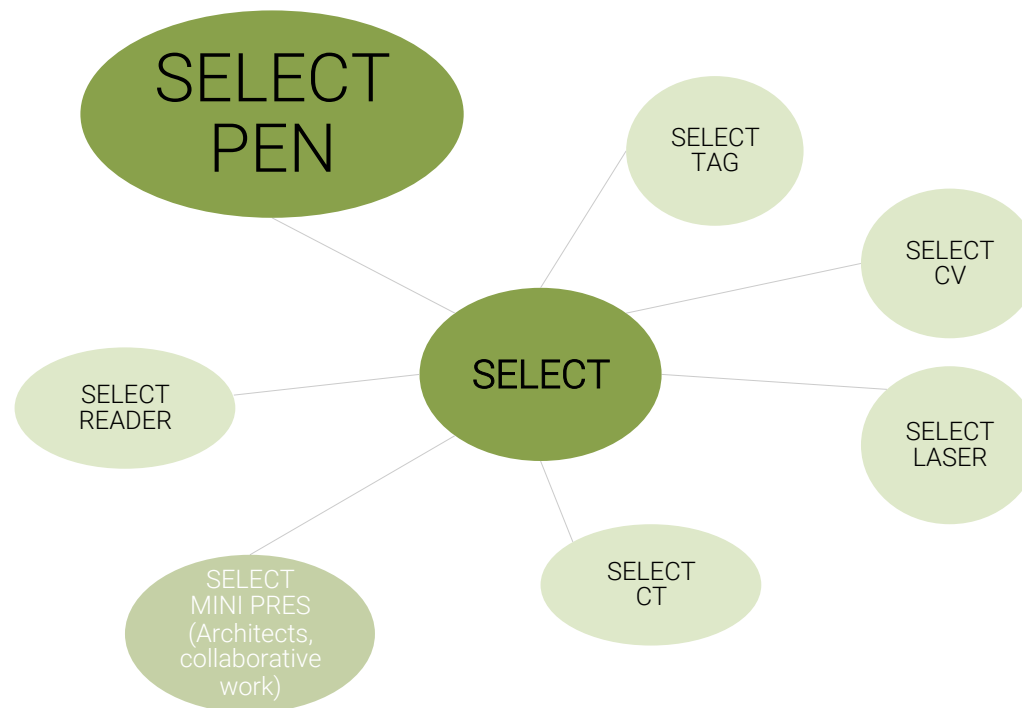 SELECT
PEN
SELECT
TAG
SELECT
CV
SELECT
SELECT
READER
SELECT
LASER
SELECT
MINI PRES
(Architects,
collaborative
work)
SELECT
CT